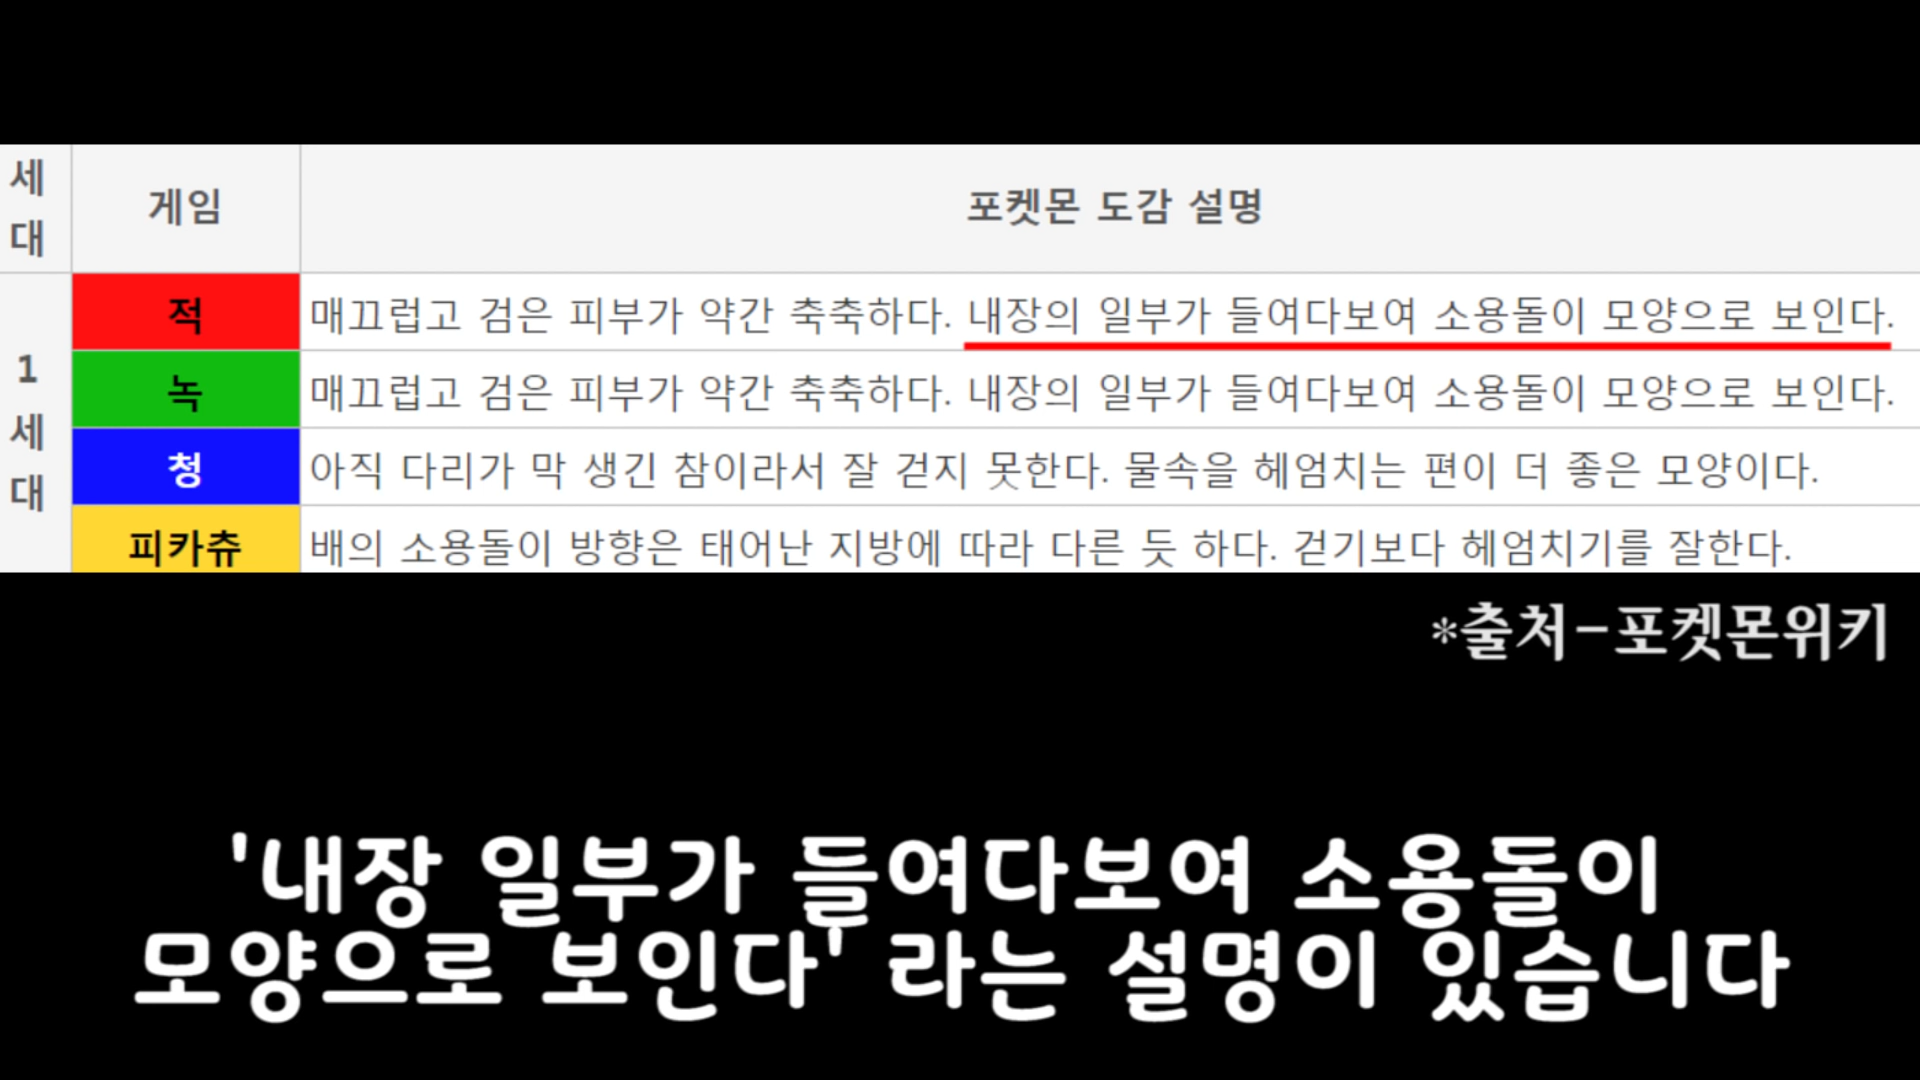 세
대
게임
포켓몬 도감 설명
1
세
대
적
매끄럽고 검은 피부가 약간 축축하다. 내장의 일부가 들여다보여 소용돌이 모양으로 보인다.
녹
매끄럽고 검은 피부가 약간 축축하다. 내장의 일부가 들여다보여 소용돌이 모양으로 보인다.
청
아직 다리가 막 생긴 참이라서 잘 걷지 못한다. 물속을 헤엄치는 편이 더 좋은 모양이다.
피카츄
배의 소용돌이 방향은 태어난 지방에 따라 다른 듯 하다. 걷기보다 헤엄치기를 잘한다.
*출처-포켓몬위키
'내장 일부가 들여다보여 소용돌이
모양으로 보인다' 라는 설명이 있습니다